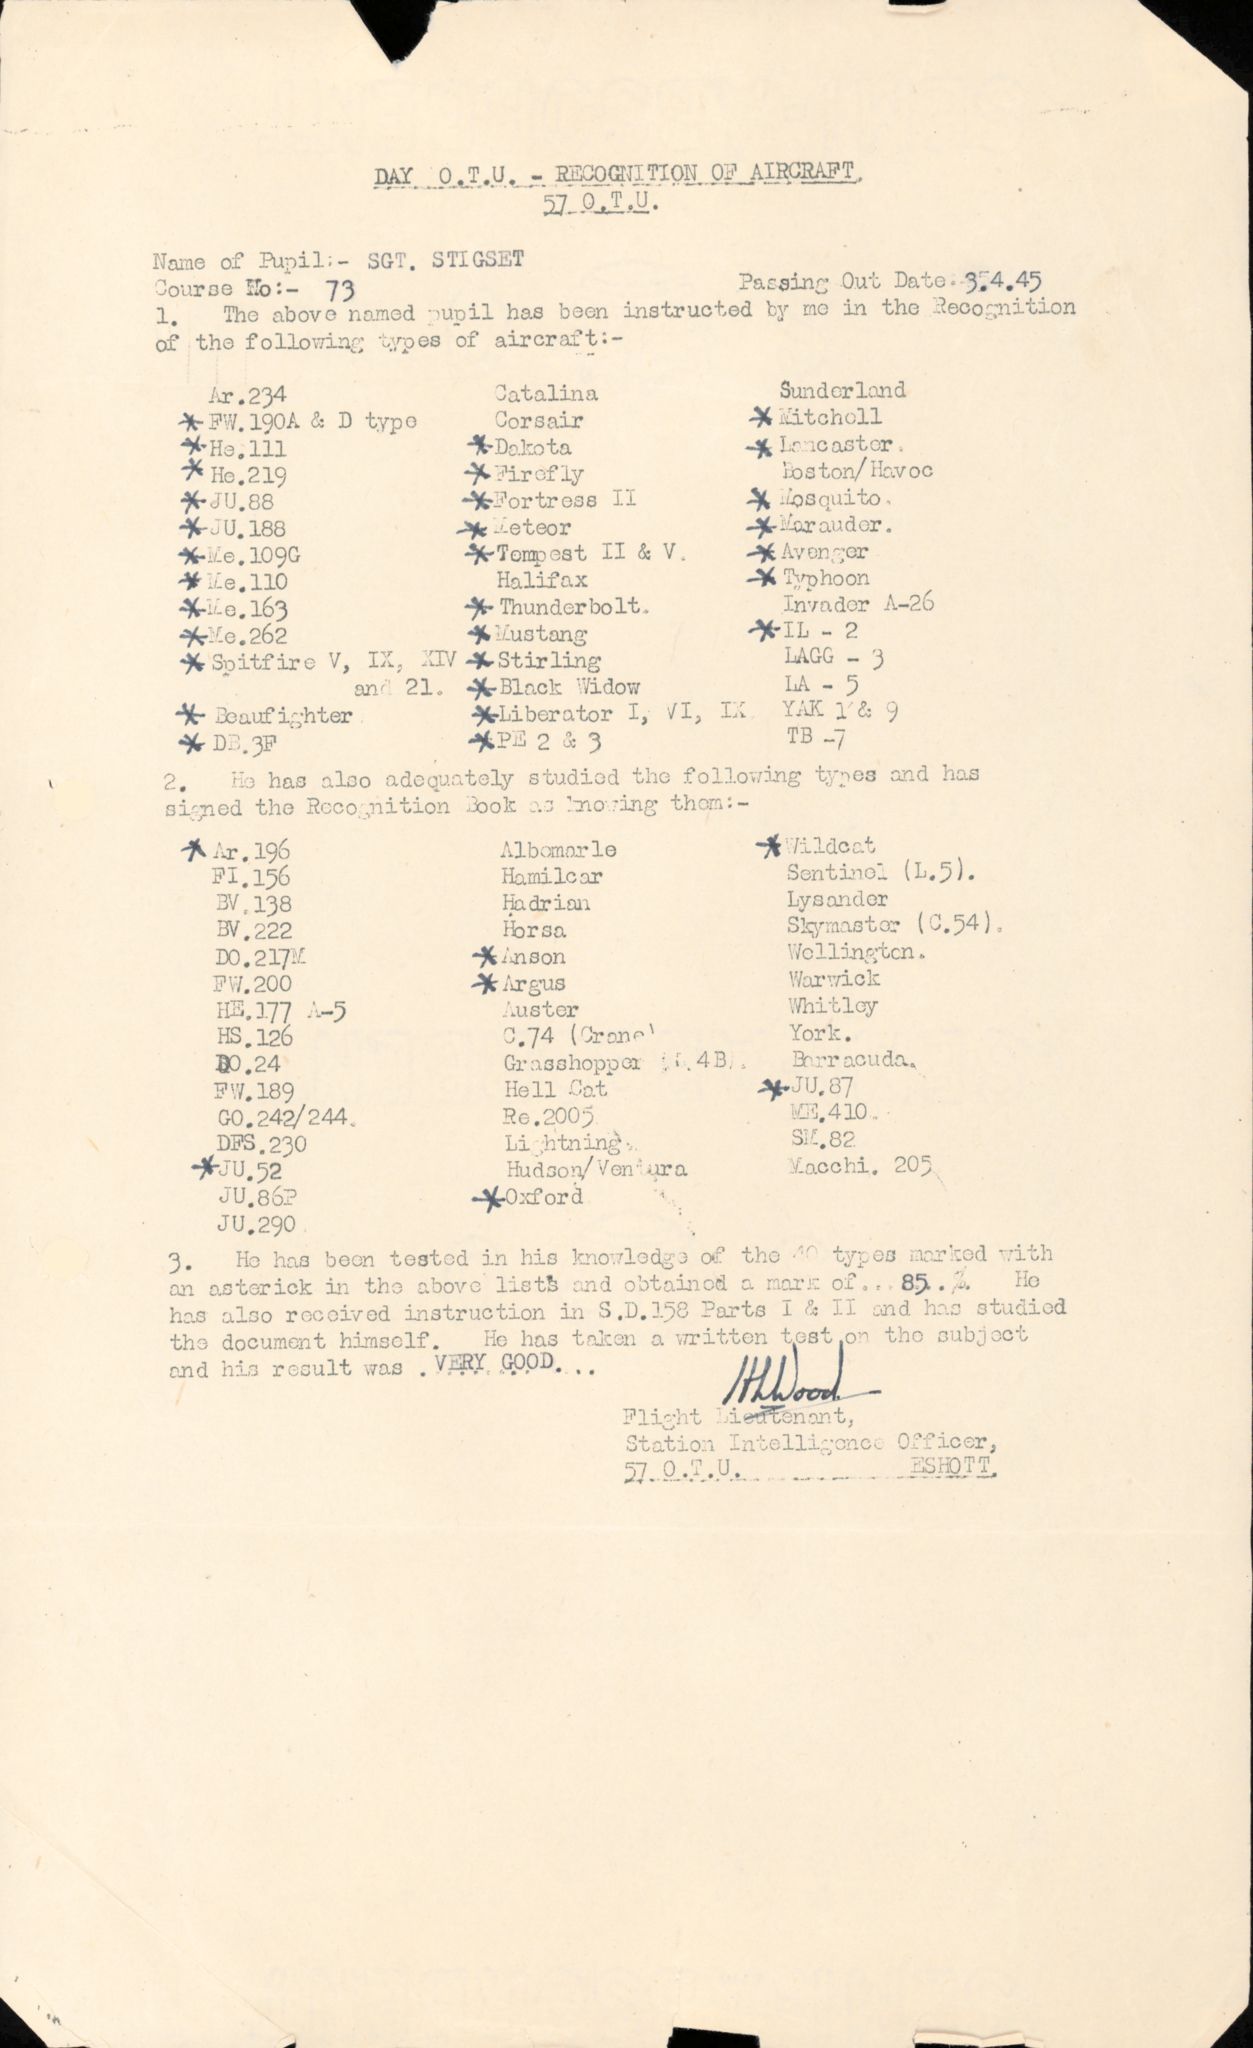 DAY O.T.U. - RECOGNITION OF AIRCRAFT.
57 O.T.U.
Name of Pupil:- SGT. STIGSET
Course No:- 73 Passing Out Date: 3.4.45
1. The above named pupil has been instructed by me in the Recognition
of the following types of aircraft:-
Ar.234 Catalina Sunderland
* FW.190A & D type Corsair * Mitchell
* He.111 * Dakota * Lancaster.
* He.219 * Firefly Boston/Havoc
* JU.88 * Fortress II * Mosquito.
* JU.188 * Meteor * Marauder.
* Me.109G * Tempest II & V. * Avenger
* Me.110 Halifax * Typhoon
* Me.163 * Thunderbolt. Invader A-26
* Me.262 * Mustang * IL - 2
* Spitfire V, IX, XIV * Stirling LAGG - 3
and 21. * Black Widow LA - 5
* Beaufighter. * Liberator I, VI, IX YAK 1 & 9
* DB.3F * PE 2 & 3 TB -7
2. He has also adequately studied the following types and has
signed the Recognition Book as knowing them:-
* Ar.196 Albemarle * Wildcat
FI.156 Hamilcar Sentinel (L.5).
BV.138 Hadrian Lysander
BV.222 Horsa Skymaster (C.54).
DO.217M * Anson Wellington.
FW.200 * Argus Warwick
HE.177 A-5 Auster Whitley
HS.126 C.74 (Crane) York.
DO.24 Grasshopper 4B). Barracuda.
FW.189 Hell Cat * JU.87
GO.242/244. Re.2005 ME.410.
DFS.230 Lightning. SM.82
* JU.52 Hudson/Ventura Macchi. 205
JU.86P * Oxford
JU.290
3. He has been tested in his knowledge of the 40 types marked with
an asterick in the above lists and obtained a mark of...85..%. He
has also received instruction in S.D.158 Parts I & II and has studied
the document himself. He has taken a written test on the subject
and his result was .VERY GOOD...
HLWood
Flight Lieutenant,
Station Intelligence Officer,
57 O.T.U. ESHOTT.